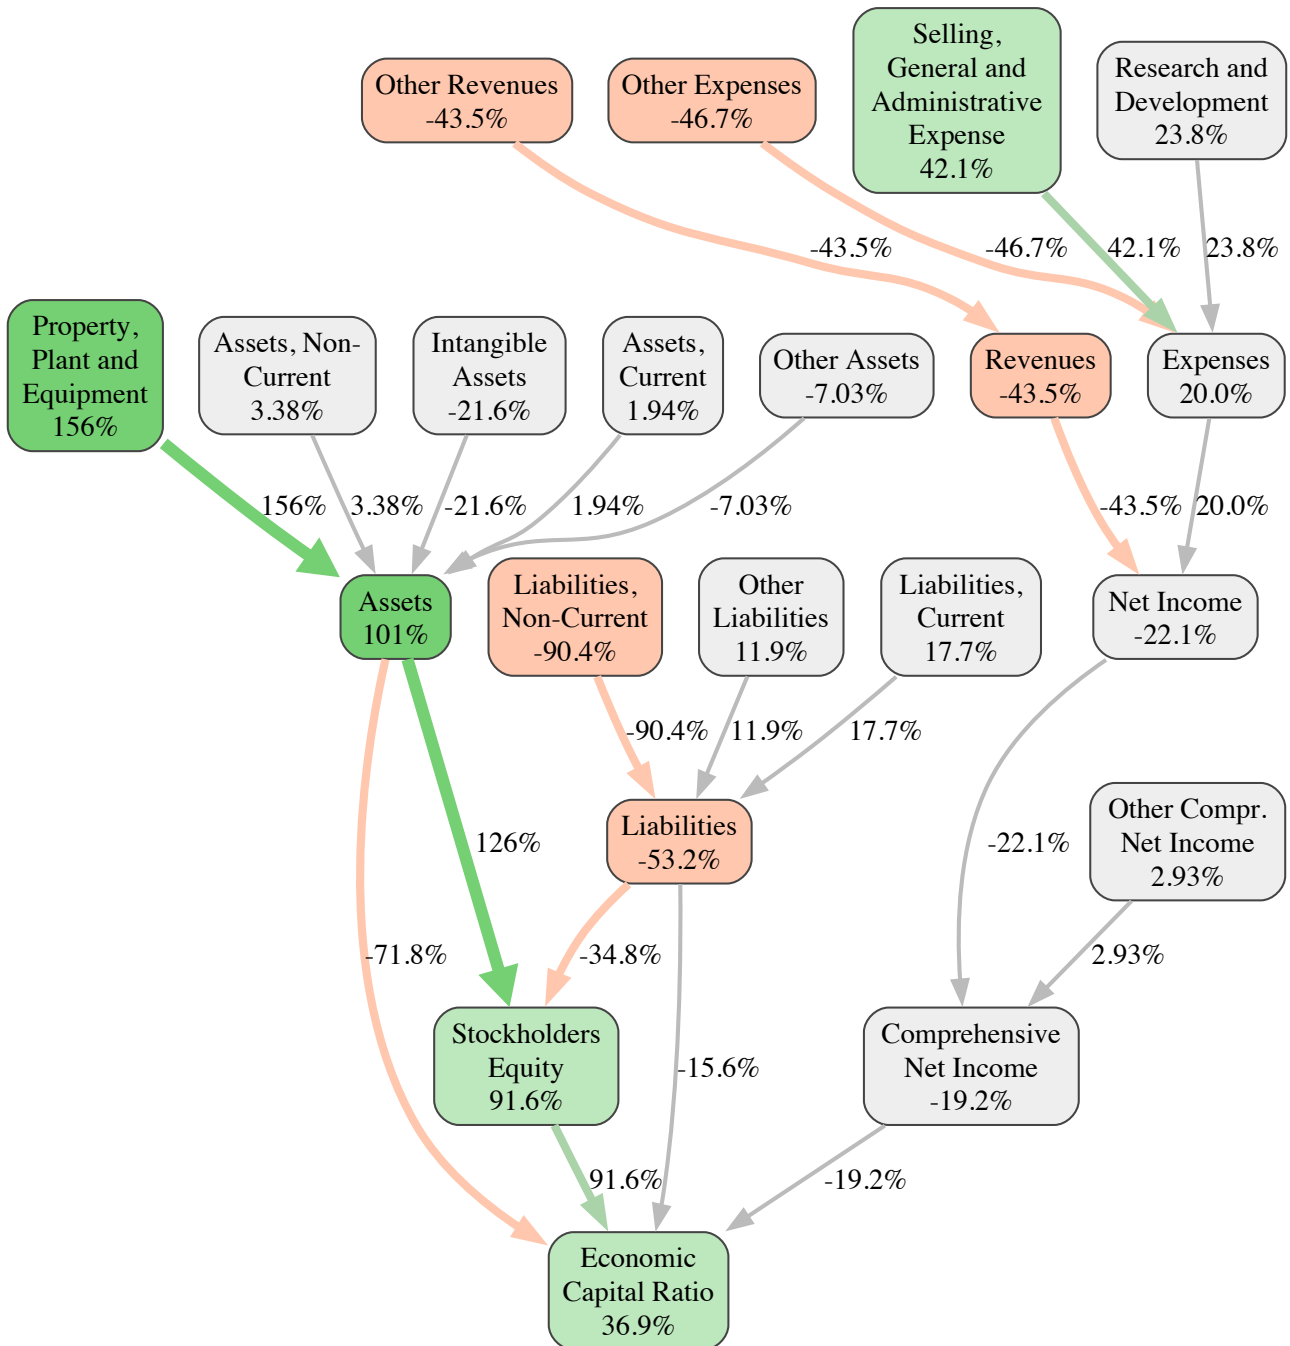 Selling,
General and
Administrative
Expense
42.1%
Other Revenues
-43.5%
Other Expenses
-46.7%
Research and
Development
23.8%
-43.5%
-46.7%
42.1%
23.8%
Property,
Plant and
Equipment
156%
Assets, Non-
Current
3.38%
Intangible
Assets
-21.6%
Assets,
Current
1.94%
Other Assets
-7.03%
Revenues
-43.5%
Expenses
20.0%
156%
3.38%
-21.6%
1.94%
-7.03%
-43.5%
20.0%
Assets
101%
Liabilities,
Non-Current
-90.4%
Other
Liabilities
11.9%
Liabilities,
Current
17.7%
Net Income
-22.1%
-90.4%
11.9%
17.7%
126%
Liabilities
-53.2%
-22.1%
Other Compr.
Net Income
2.93%
-71.8%
-34.8%
2.93%
Stockholders
Equity
91.6%
-15.6%
Comprehensive
Net Income
-19.2%
91.6%
-19.2%
Economic
Capital Ratio
36.9%